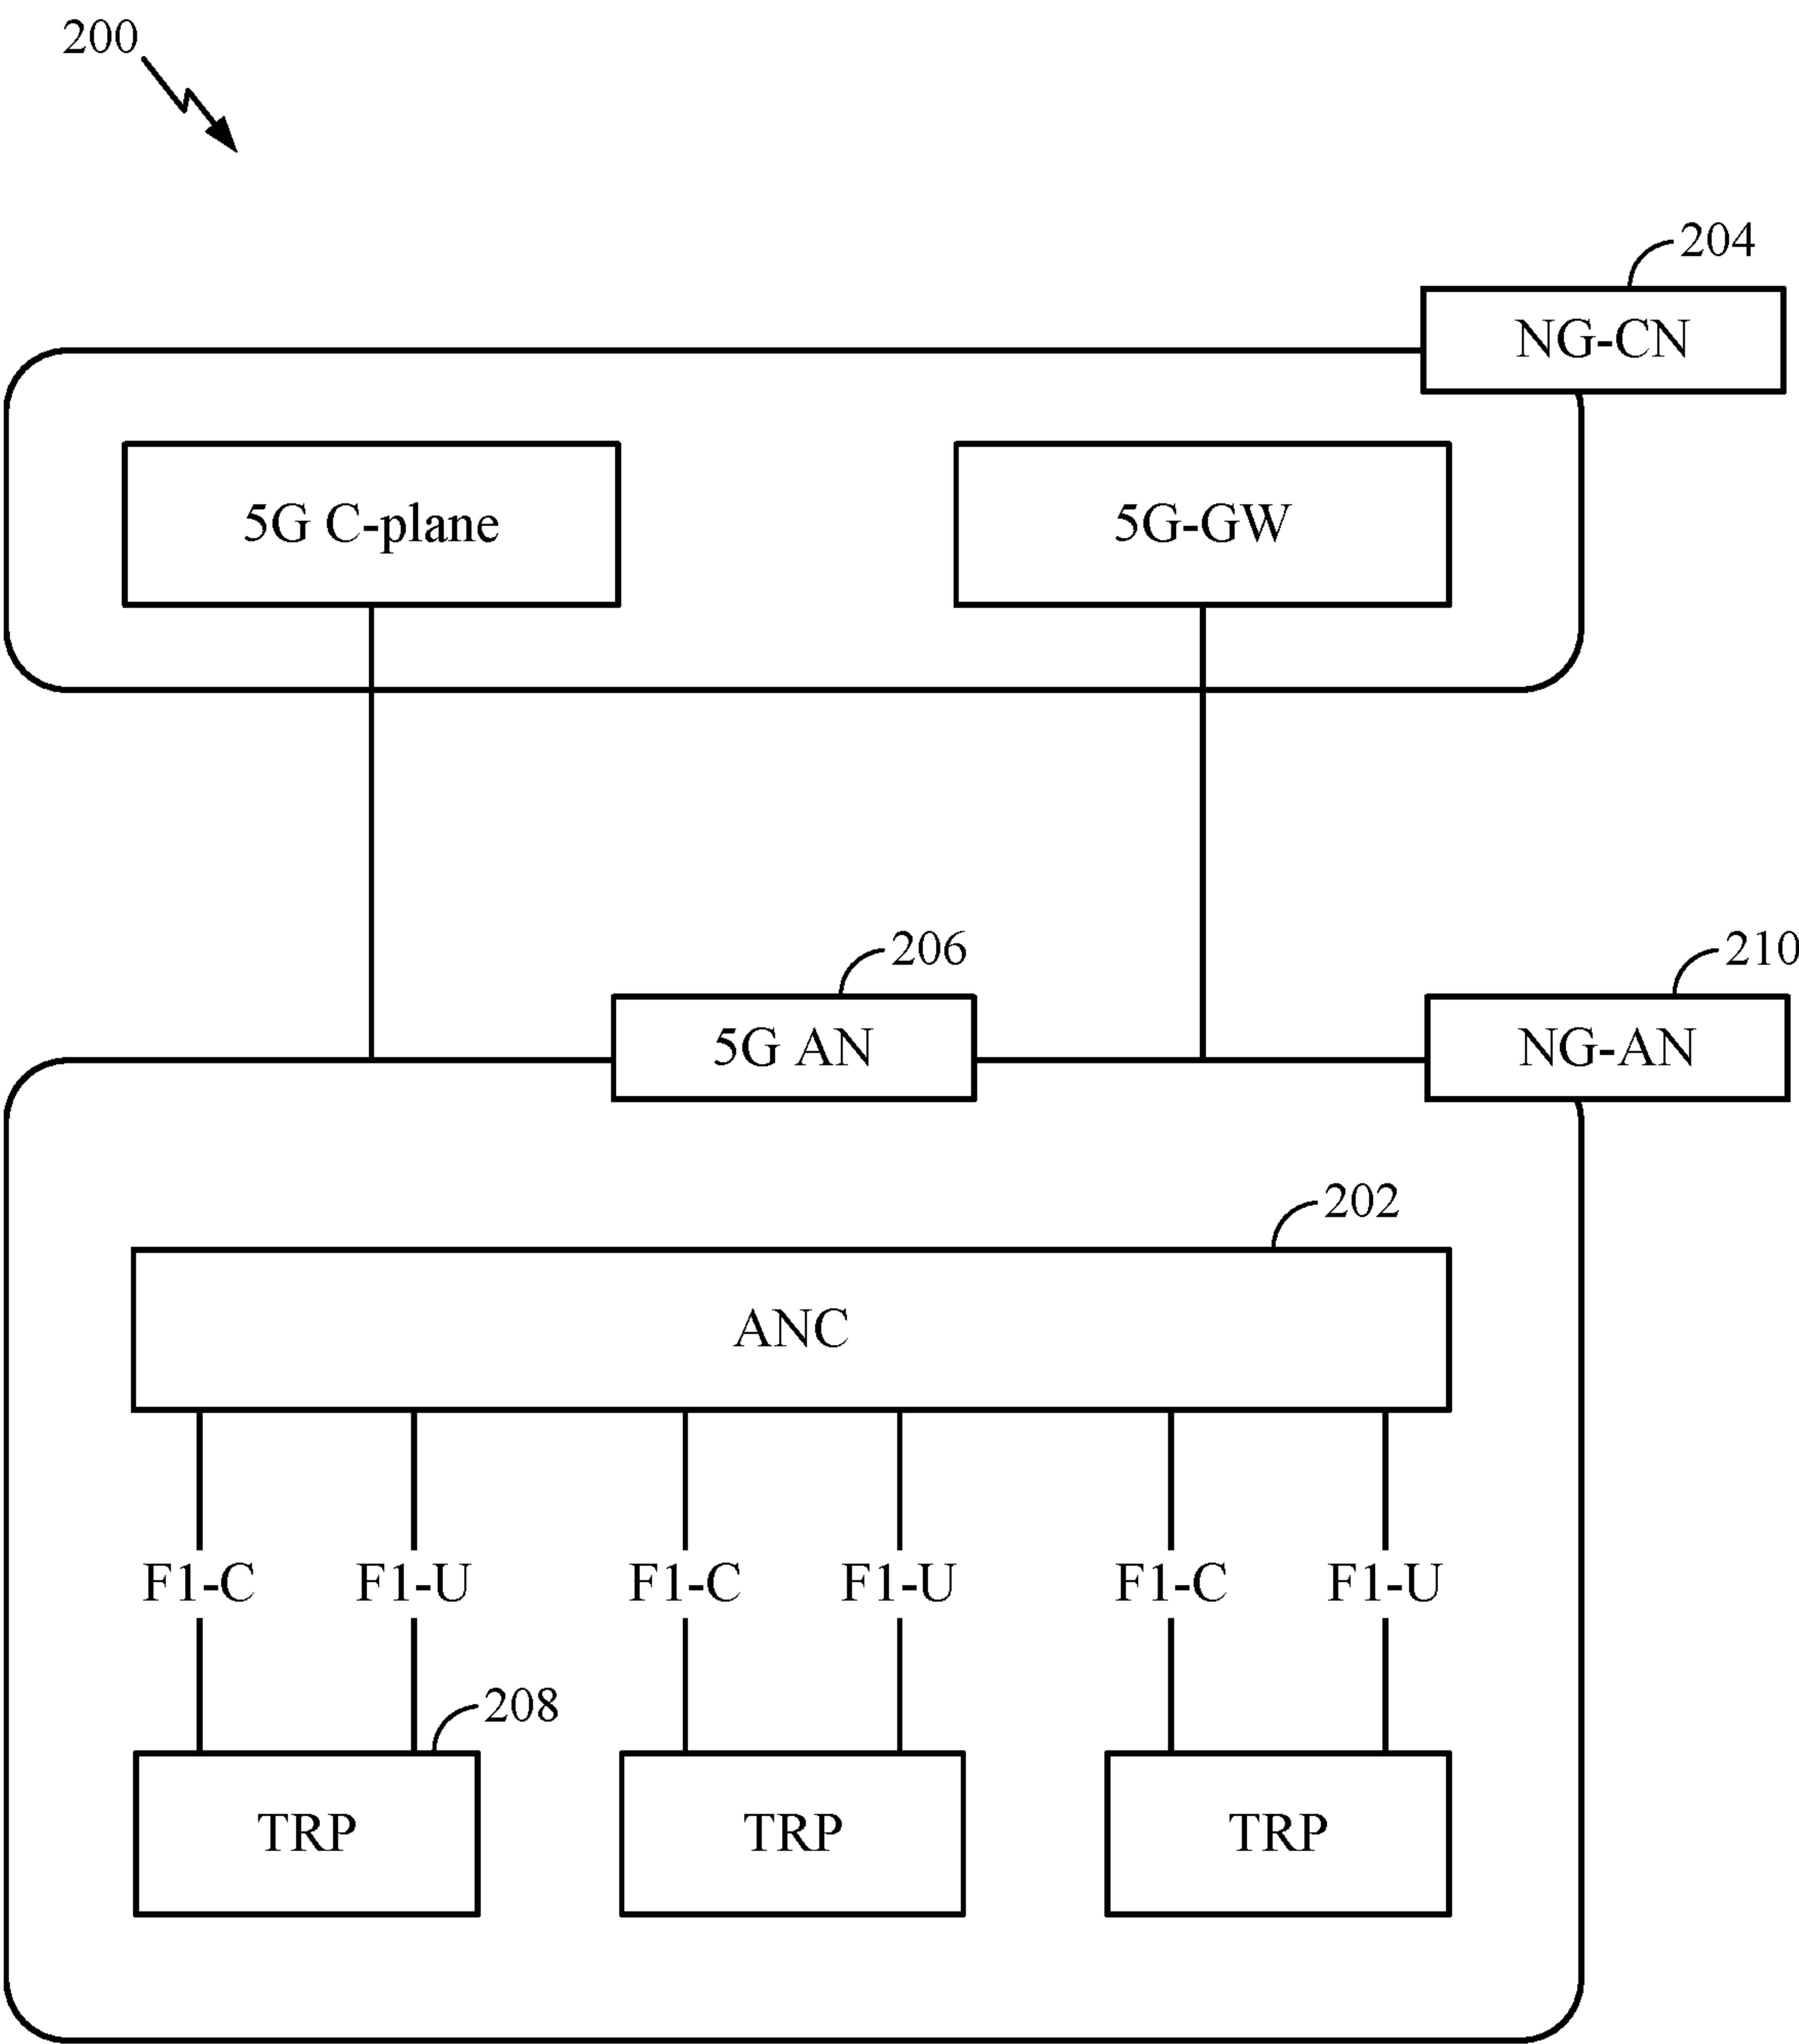 200
204
NG-CN
5G C-plane
5G-GW
206
210
5G AN
NG-AN
202
ANC
F1-C
F1-U
F1-C
F1-U
F1-C
F1-U
208
TRP
TRP
TRP